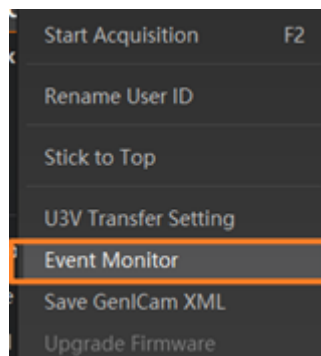 Start Acquisition F2
Rename User ID
Stick to Top
U3V Transfer Setting
Event Monitor
Save GenICam XML
Upgrade Firmware